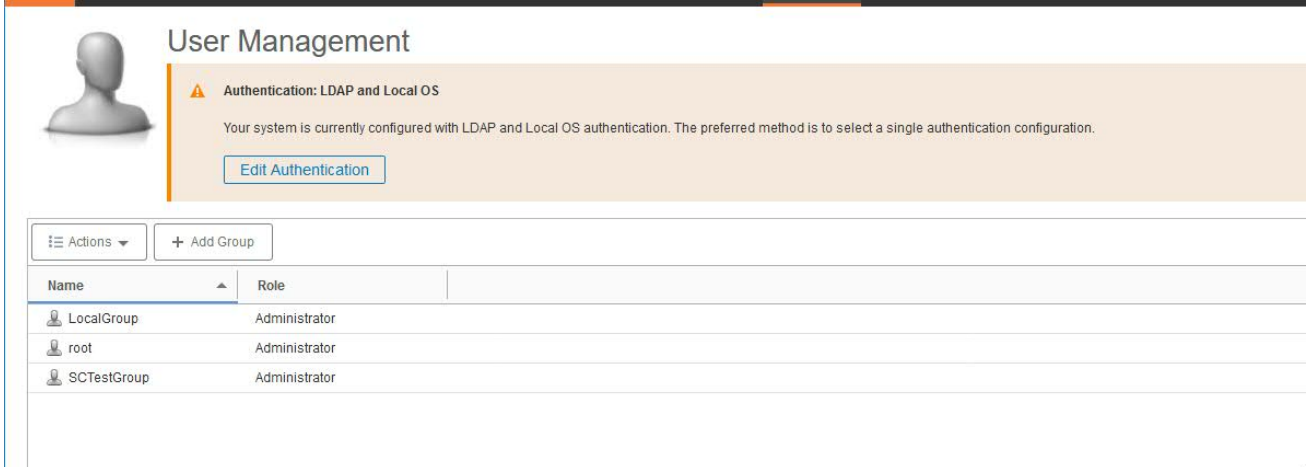 User Management
Authentication: LDAP and Local OS
Your system is currently configured with LDAP and Local OS authentication. The preferred method is to select a single authentication configuration.
Edit Authentication
Actions + Add Group
Name Role
LocalGroup Administrator
root Administrator
SCTestGroup Administrator